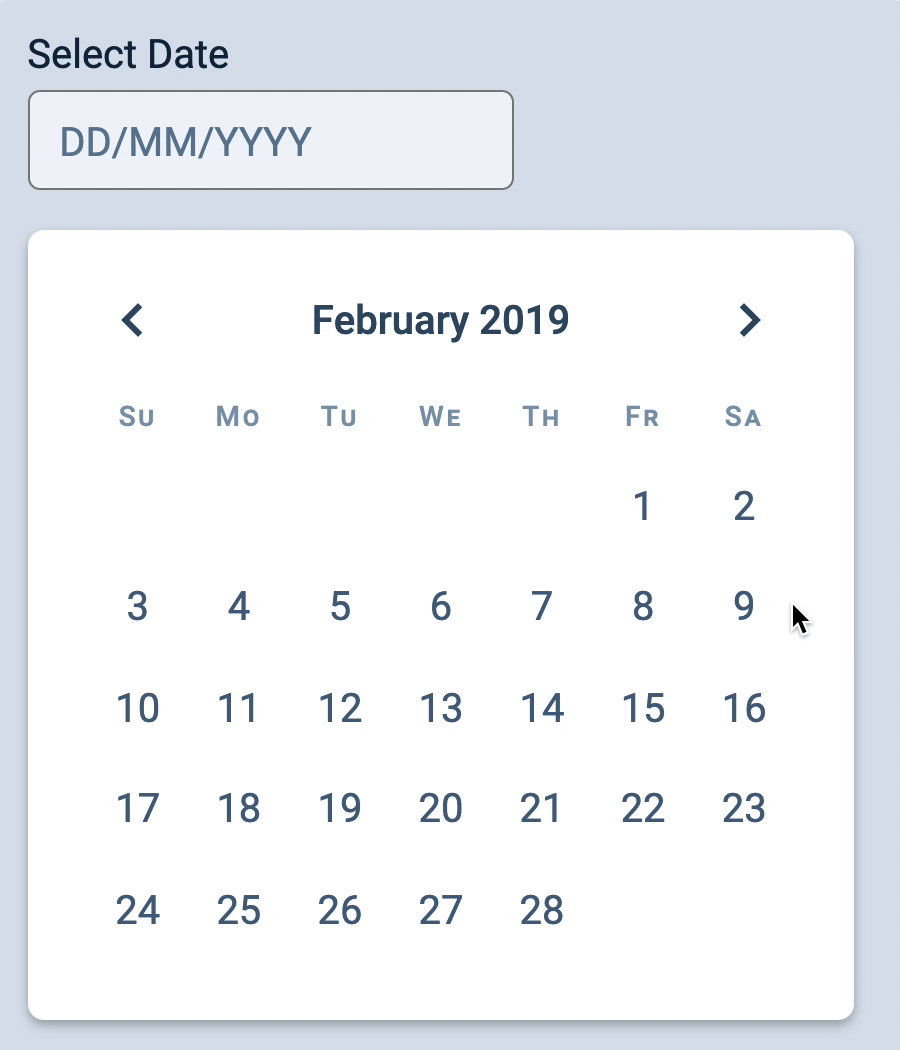 Select Date
DD/MM/YYYY
February 2019
Su Mo Tu We Th Fr Sa
1 2
3 4 5 6 7 8 9
10 11 12 13 14 15 16
17 18 19 20 21 22 23
24 25 26 27 28